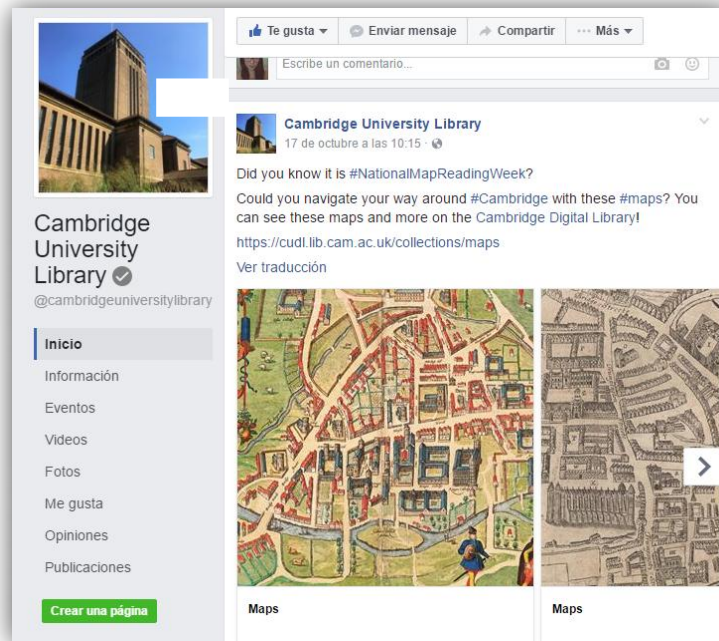 Te gusta
Enviar mensaje
Compartir
Más
Escribe un comentario...
Cambridge University Library
17 de octubre a las 10:15
Did you know it is #NationalMapReadingWeek?
Could you navigate your way around #Cambridge with these #maps? You
can see these maps and more on the Cambridge Digital Library!
https://cudl.lib.cam.ac.uk/collections/maps
Ver traducción
Maps
Maps
Cambridge
University
Library
@cambridgeuniversitylibrary
Inicio
Información
Eventos
Videos
Fotos
Me gusta
Opiniones
Publicaciones
Crear una página